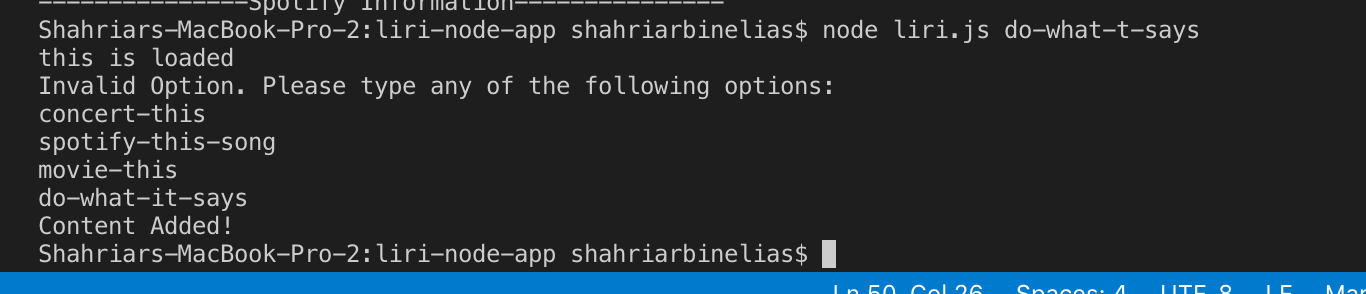 ---------------Spotify Information---------------
Shahriars-MacBook-Pro-2:liri-node-app shahriarbinelias$ node liri.js do-what-t-says
this is loaded
Invalid Option. Please type any of the following options:
concert-this
spotify-this-song
movie-this
do-what-it-says
Content Added!
Shahriars-MacBook-Pro-2:liri-node-app shahriarbinelias$
Ln 50, Col 26 Spaces: 4 UTF-8 LF